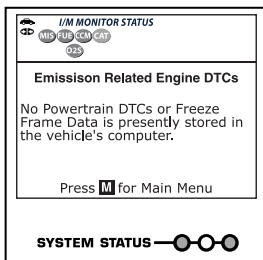 I/M MONITOR STATUS
MIS FUE CCM CAT
O2S
Emissison Related Engine DTCs
No Powertrain DTCs or Freeze
Frame Data is presently stored in
the vehicle's computer.
Press M for Main Menu
SYSTEM STATUS